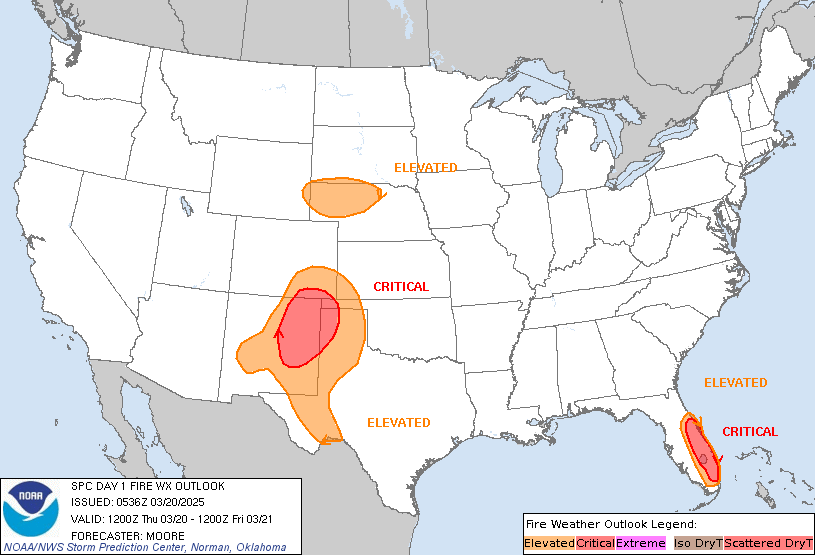 ELEVATED
CRITICAL
ELEVATED
ELEVATED
CRITICAL
NOAA
SPC DAY 1 FIRE WX OUTLOOK
ISSUED: 0536Z 03/20/2025
VALID: 1200Z Thu 03/20 - 1200Z Fri 03/21
FORECASTER: MOORE
NOAA/NWS Storm Prediction Center, Norman, Oklahoma
Fire Weather Outlook Legend:
Elevated Critical Extreme Iso DryT Scattered DryT